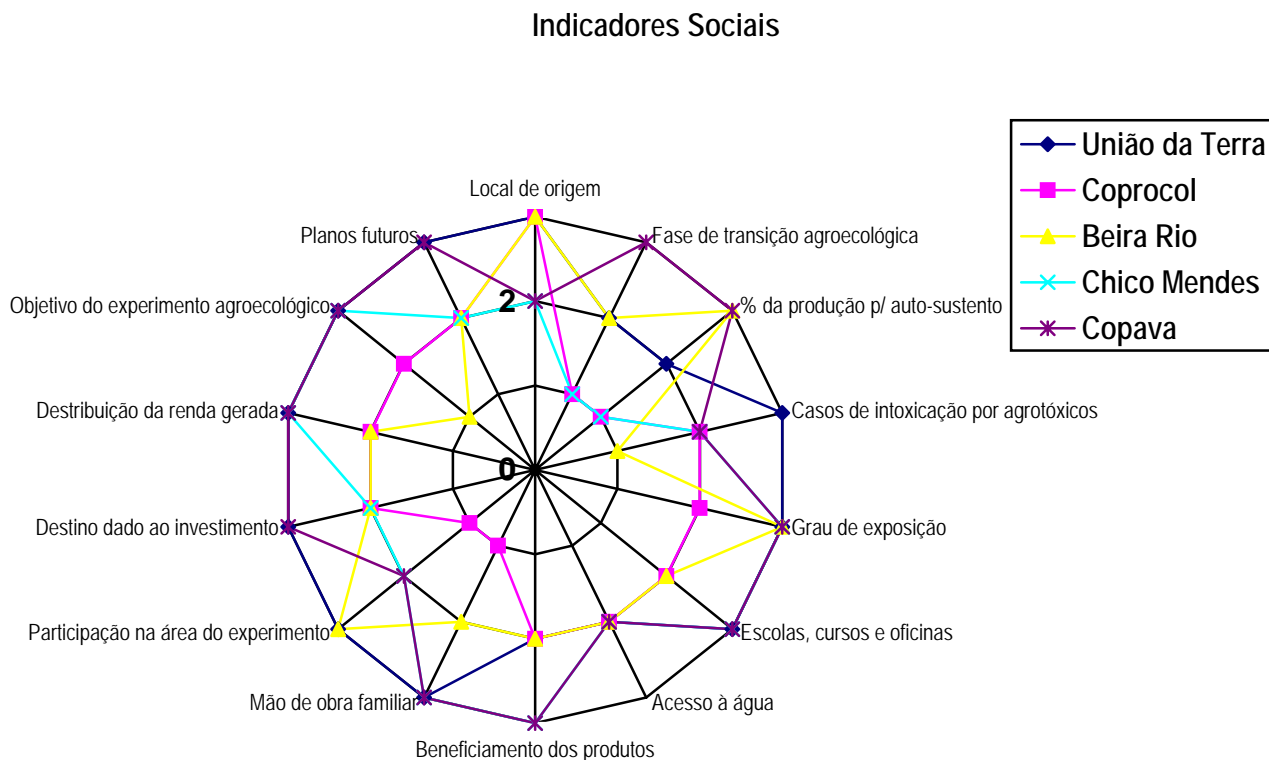 Indicadores Sociais
União da Terra
Coprocol
Beira Rio
Chico Mendes
Copava
Local de origem
Fase de transição agroecológica
% da produção p/ auto-sustento
Casos de intoxicação por agrotóxicos
Grau de exposição
Escolas, cursos e oficinas
Acesso à água
Beneficiamento dos produtos
Mão de obra familiar
Participação na área do experimento
Destino dado ao investimento
Destribuição da renda gerada
Objetivo do experimento agroecológico
Planos futuros
2
0